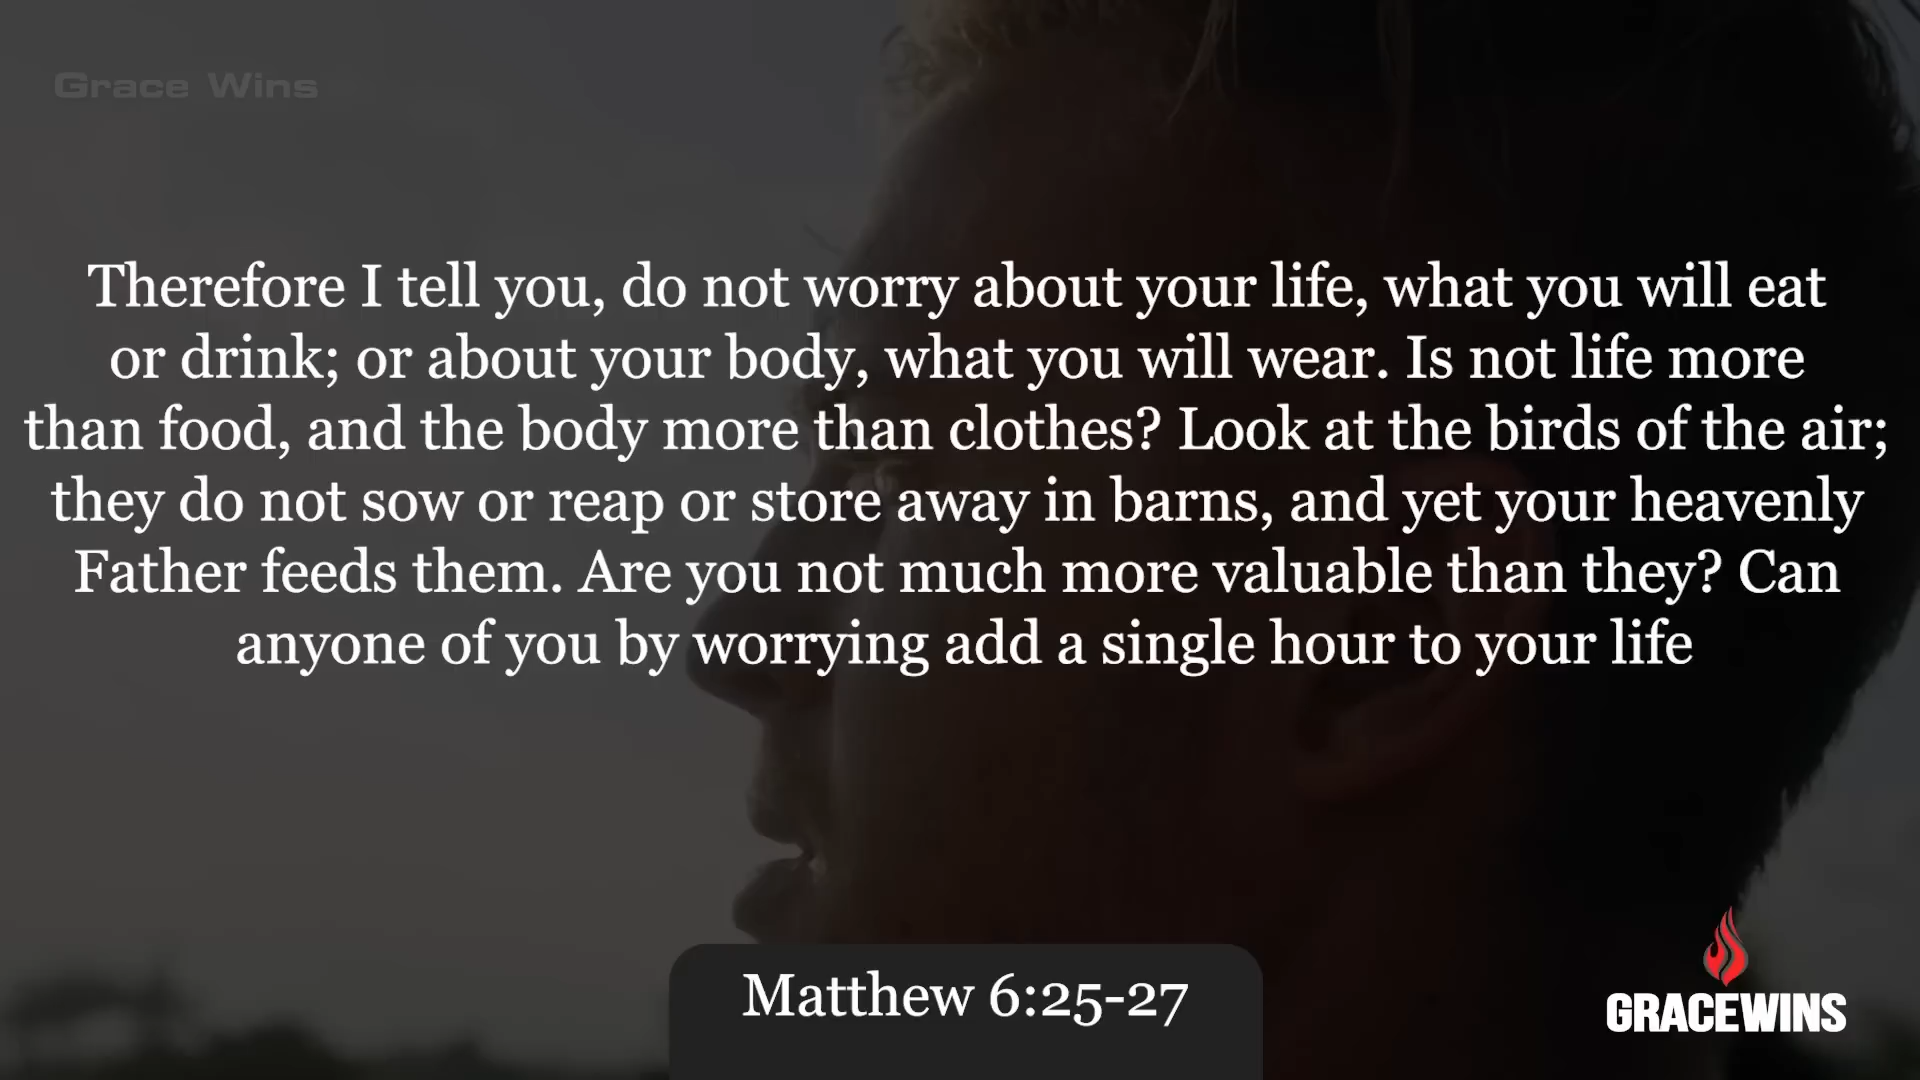 Grace Wins
Therefore I tell you, do not worry about your life, what you will eat
or drink; or about your body, what you will wear. Is not life more
than food, and the body more than clothes? Look at the birds of the air;
they do not sow or reap or store away in barns, and yet your heavenly
Father feeds them. Are you not much more valuable than they? Can
anyone of you by worrying add a single hour to your life
Matthew 6:25-27
GRACEWINS